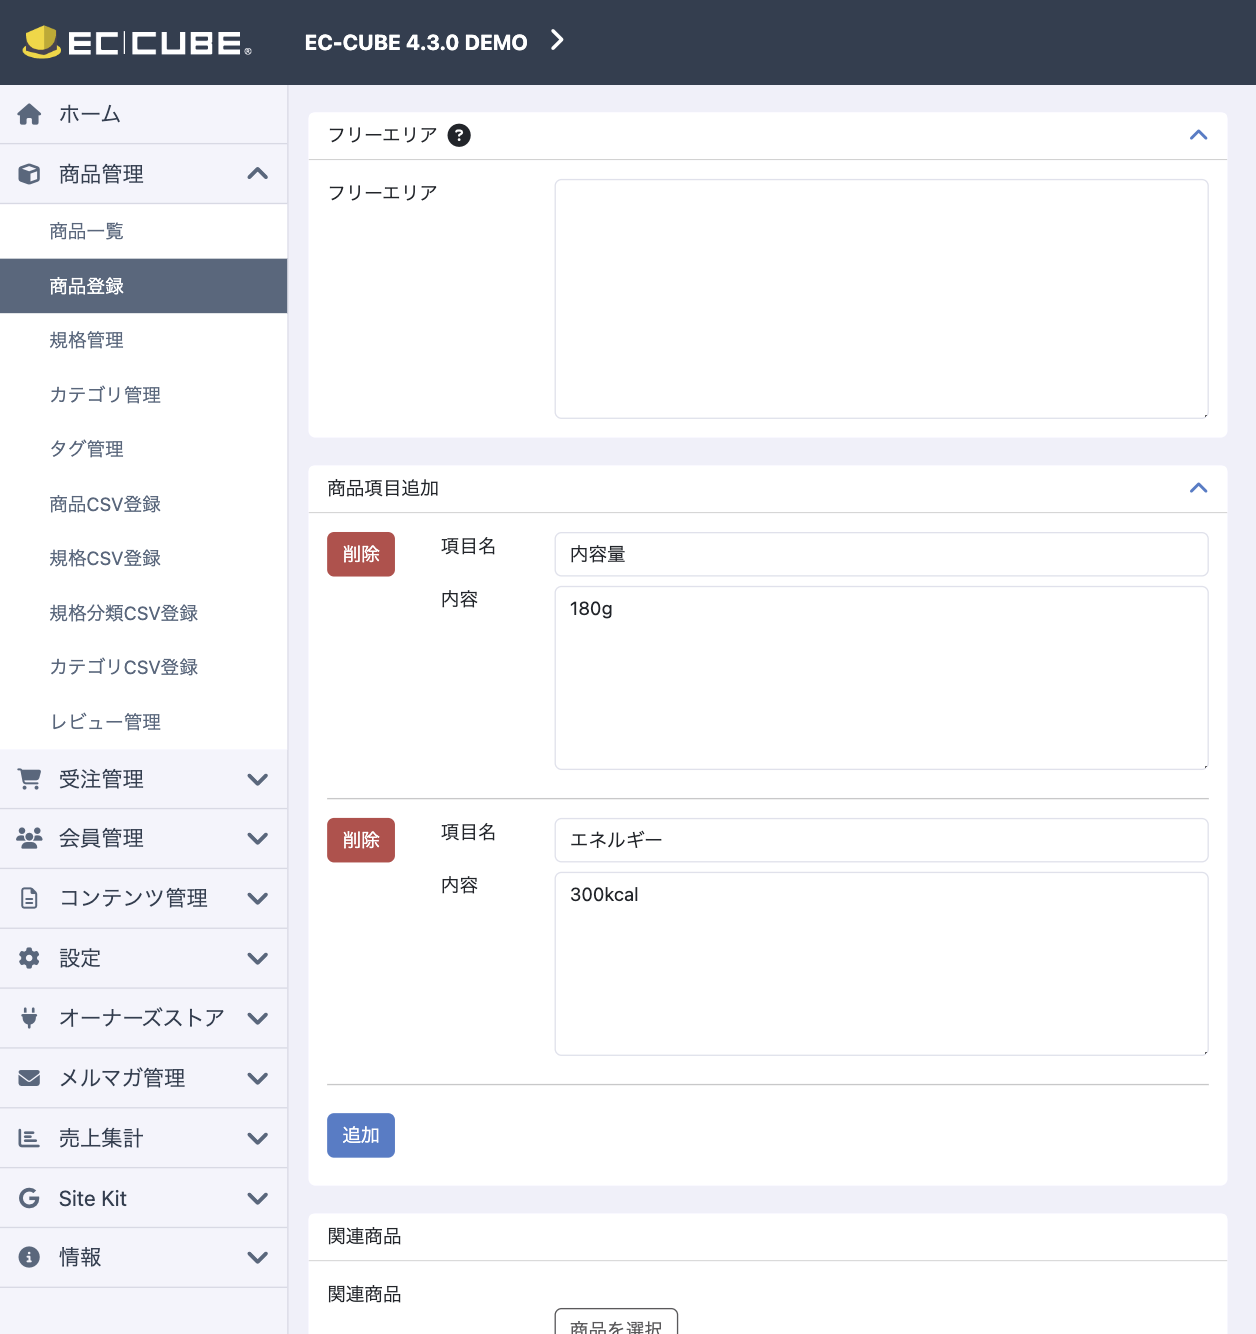 EC CUBE®
EC-CUBE 4.3.0 DEMO
ホーム
商品管理
商品一覧
商品登録
規格管理
カテゴリ管理
タグ管理
商品CSV登録
規格CSV登録
規格分類CSV登録
カテゴリCSV登録
レビュー管理
受注管理
会員管理
コンテンツ管理
設定
オーナーズストア
メルマガ管理
売上集計
Site Kit
情報
フリーエリア ?
フリーエリア
商品項目追加
削除 項目名 内容量
内容 180g
削除 項目名 エネルギー
内容 300kcal
追加
関連商品
関連商品
商品を選択